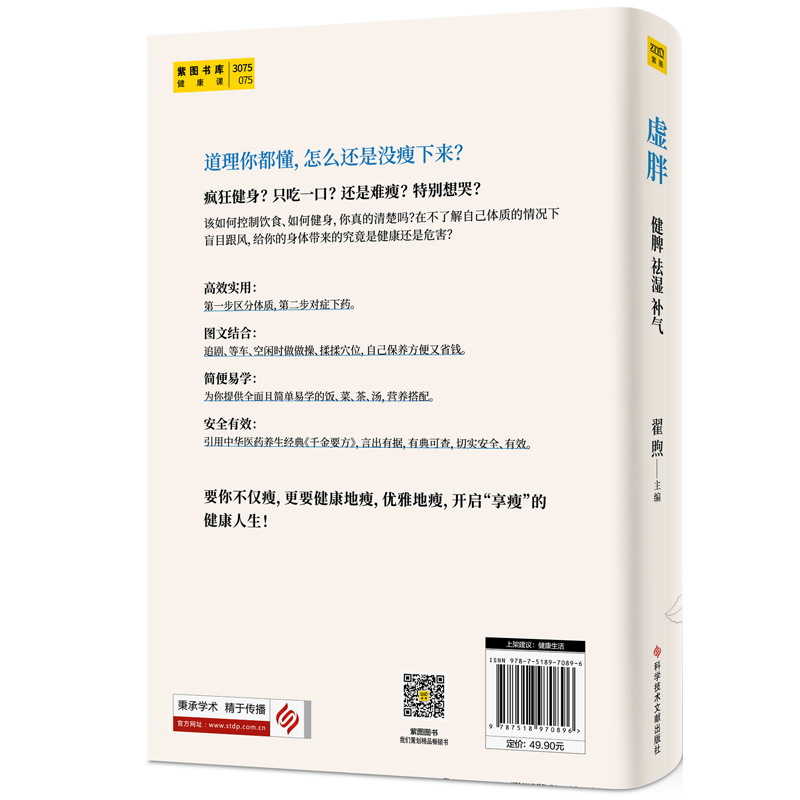 紫图书库 3075
健康课 075
道理你都懂，怎么还是没瘦下来？
疯狂健身？只吃一口？还是难瘦？特别想哭？
该如何控制饮食、如何健身，你真的清楚吗？在不了解自己体质的情况下
盲目跟风，给你的身体带来的究竟是健康还是危害？
高效实用：
第一步区分体质，第二步对症下药。
图文结合：
追剧、等车、空闲时做做操、揉揉穴位，自己保养方便又省钱。
简便易学：
为你提供全面且简单易学的饭、菜、茶、汤，营养搭配。
安全有效：
引用中华医药养生经典《千金要方》，言出有据，有典可查，切实安全、有效。
要你不仅瘦，更要健康地瘦，优雅地瘦，开启“享瘦”的
健康人生！
秉承学术 精于传播
官方网址：www.stdp.com.cn
紫图图书
我们策划精品畅销书
上架建议：健康生活
ISBN 978-7-5189-7089-6
9 787518 970896 >
定价：49.90元
紫图
虚胖
健脾 祛湿 补气
翟煦——主编
科学技术文献出版社